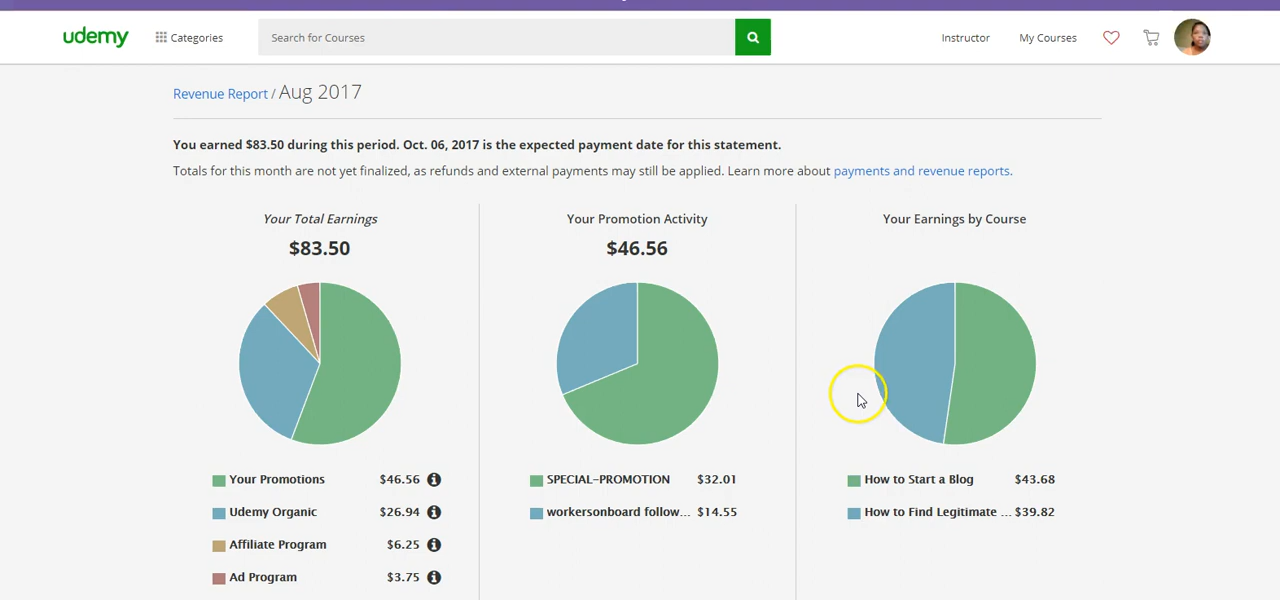 udemy
Categories
Search for Courses
Instructor
My Courses
Revenue Report / Aug 2017
You earned $83.50 during this period. Oct. 06, 2017 is the expected payment date for this statement.
Totals for this month are not yet finalized, as refunds and external payments may still be applied. Learn more about payments and revenue reports.
Your Total Earnings
$83.50
Your Promotions $46.56
Udemy Organic $26.94
Affiliate Program $6.25
Ad Program $3.75
Your Promotion Activity
$46.56
SPECIAL-PROMOTION $32.01
workersonboard follow... $14.55
Your Earnings by Course
How to Start a Blog $43.68
How to Find Legitimate ... $39.82